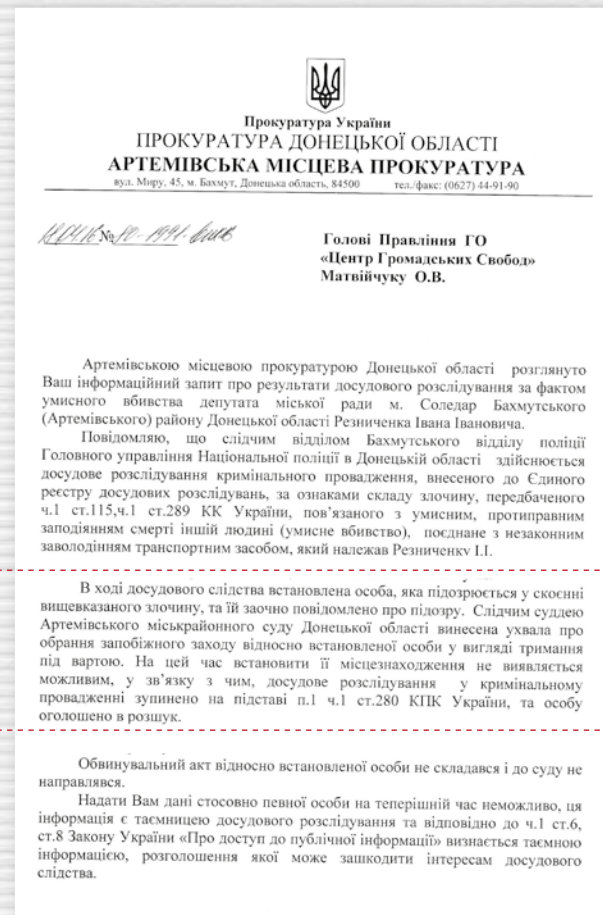 Прокуратура України
ПРОКУРАТУРА ДОНЕЦЬКОЇ ОБЛАСТІ
АРТЕМІВСЬКА МІСЦЕВА ПРОКУРАТУРА
вул. Миру, 45, м. Бахмут, Донецька область, 84500 тел./факс: (0627) 44-91-90
№
Голові Правління ГО
«Центр Громадських Свобод»
Матвійчуку О.В.
Артемівською місцевою прокуратурою Донецької області розглянуто
Ваш інформаційний запит про результати досудового розслідування за фактом
умисного вбивства депутата міської ради м. Соледар Бахмутського
(Артемівського) району Донецької області Резниченка Івана Івановича.
Повідомляю, що слідчим відділом Бахмутського відділу поліції
Головного управління Національної поліції в Донецькій області здійснюється
досудове розслідування кримінального провадження, внесеного до Єдиного
реєстру досудових розслідувань, за ознаками складу злочину, передбаченого
ч.1 ст.115,ч.1 ст.289 КК України, пов’язаного з умисним, протиправним
заподіянням смерті іншій людині (умисне вбивство), поєднане з незаконним
заволодінням транспортним засобом, який належав Резниченку І.І.
В ході досудового слідства встановлена особа, яка підозрюється у скоєнні
вищевказаного злочину, та їй заочно повідомлено про підозру. Слідчим суддею
Артемівського міськрайонного суду Донецької області винесена ухвала про
обрання запобіжного заходу відносно встановленої особи у вигляді тримання
під вартою. На цей час встановити її місцезнаходження не виявляється
можливим, у зв’язку з чим, досудове розслідування у кримінальному
провадженні зупинено на підставі п.1 ч.1 ст.280 КПК України, та особу
оголошено в розшук.
Обвинувальний акт відносно встановленої особи не складався і до суду не
направлявся.
Надати Вам дані стосовно певної особи на теперішній час неможливо, ця
інформація є таємницею досудового розслідування та відповідно до ч.1 ст.6,
ст.8 Закону України «Про доступ до публічної інформації» визнається таємною
інформацією, розголошення якої може зашкодити інтересам досудового
слідства.